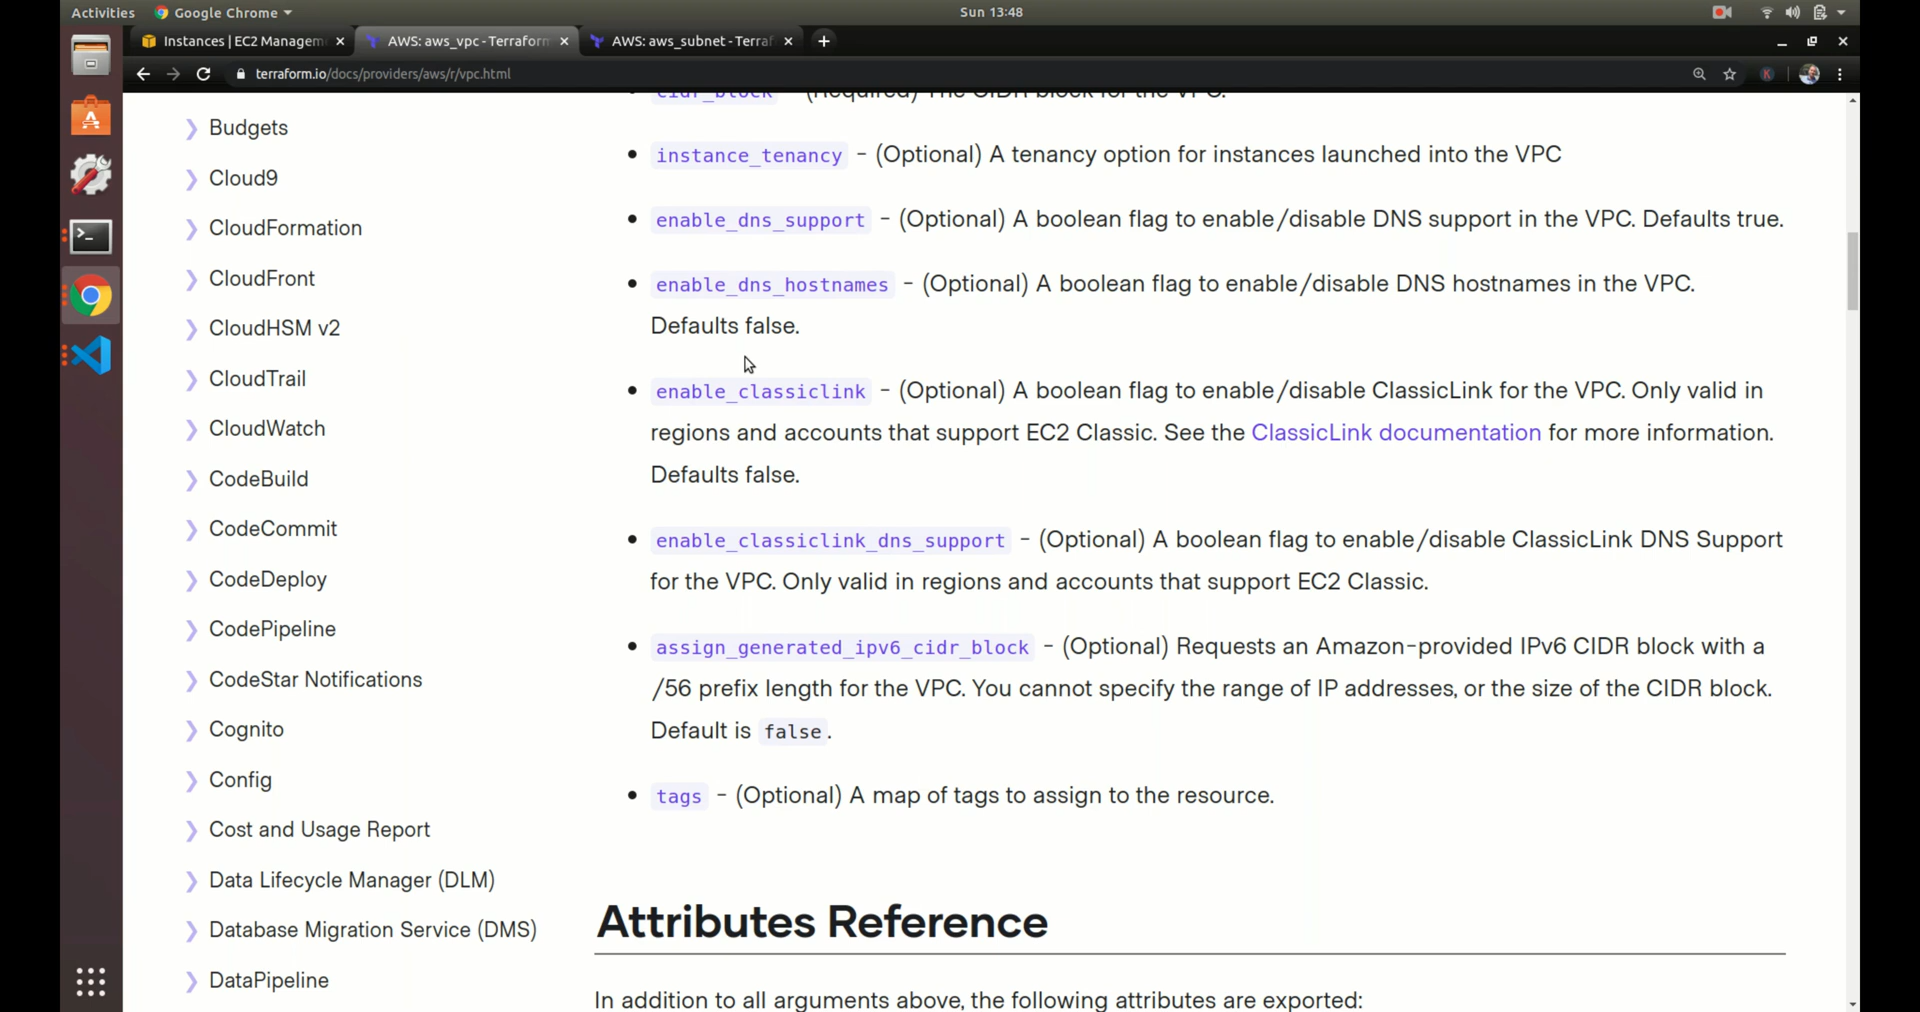 Activities
Google Chrome
Sun 13:48
Instances | EC2 Managem
AWS: aws_vpc - Terraform
AWS: aws_subnet - Terraf
terraform.io/docs/providers/aws/r/vpc.html
K
Budgets
Cloud9
CloudFormation
CloudFront
CloudHSM v2
CloudTrail
CloudWatch
CodeBuild
CodeCommit
CodeDeploy
CodePipeline
CodeStar Notifications
Cognito
Config
Cost and Usage Report
Data Lifecycle Manager (DLM)
Database Migration Service (DMS)
DataPipeline
cidr_block - (Required) The CIDR block for the VPC.
instance_tenancy - (Optional) A tenancy option for instances launched into the VPC
enable_dns_support - (Optional) A boolean flag to enable/disable DNS support in the VPC. Defaults true.
enable_dns_hostnames - (Optional) A boolean flag to enable/disable DNS hostnames in the VPC.
Defaults false.
enable_classiclink - (Optional) A boolean flag to enable/disable ClassicLink for the VPC. Only valid in
regions and accounts that support EC2 Classic. See the ClassicLink documentation for more information.
Defaults false.
enable_classiclink_dns_support - (Optional) A boolean flag to enable/disable ClassicLink DNS Support
for the VPC. Only valid in regions and accounts that support EC2 Classic.
assign_generated_ipv6_cidr_block - (Optional) Requests an Amazon-provided IPv6 CIDR block with a
/56 prefix length for the VPC. You cannot specify the range of IP addresses, or the size of the CIDR block.
Default is false.
tags - (Optional) A map of tags to assign to the resource.
Attributes Reference
In addition to all arguments above, the following attributes are exported: